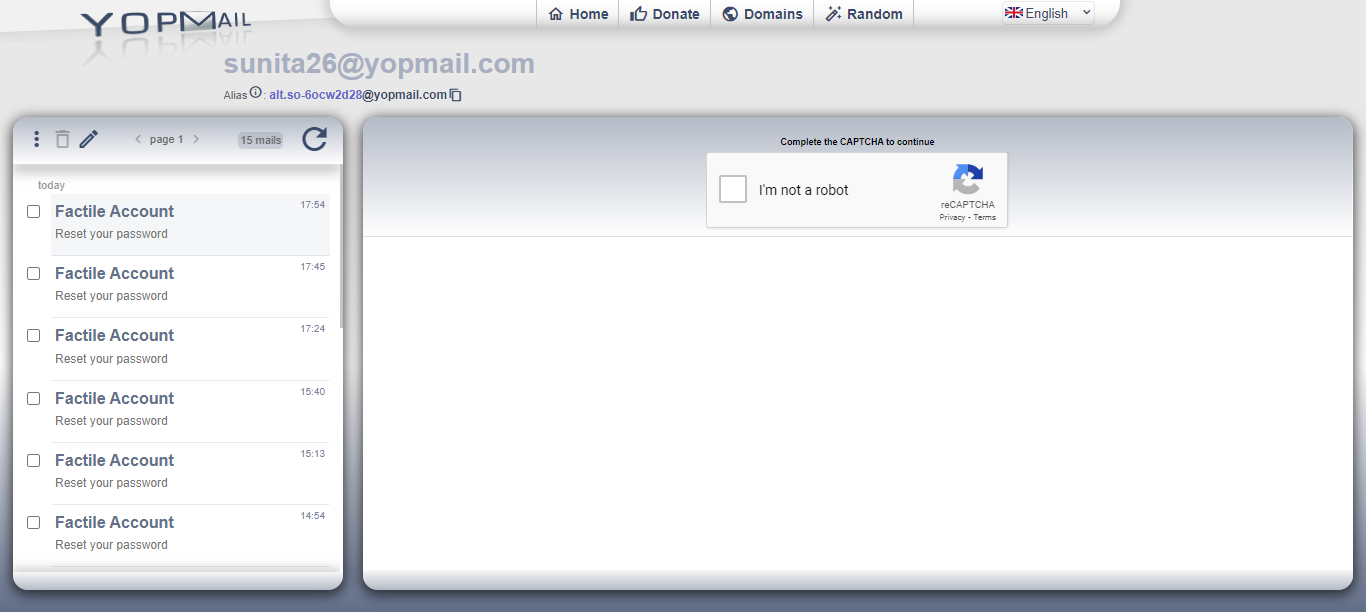 YOPMAIL
Home
Donate
Domains
Random
English
sunita26@yopmail.com
Alias : alt.so-6ocw2d28@yopmail.com
page 1
15 mails
today
Factile Account 17:54
Reset your password
Factile Account 17:45
Reset your password
Factile Account 17:24
Reset your password
Factile Account 15:40
Reset your password
Factile Account 15:13
Reset your password
Factile Account 14:54
Reset your password
Complete the CAPTCHA to continue
I'm not a robot
reCAPTCHA
Privacy - Terms